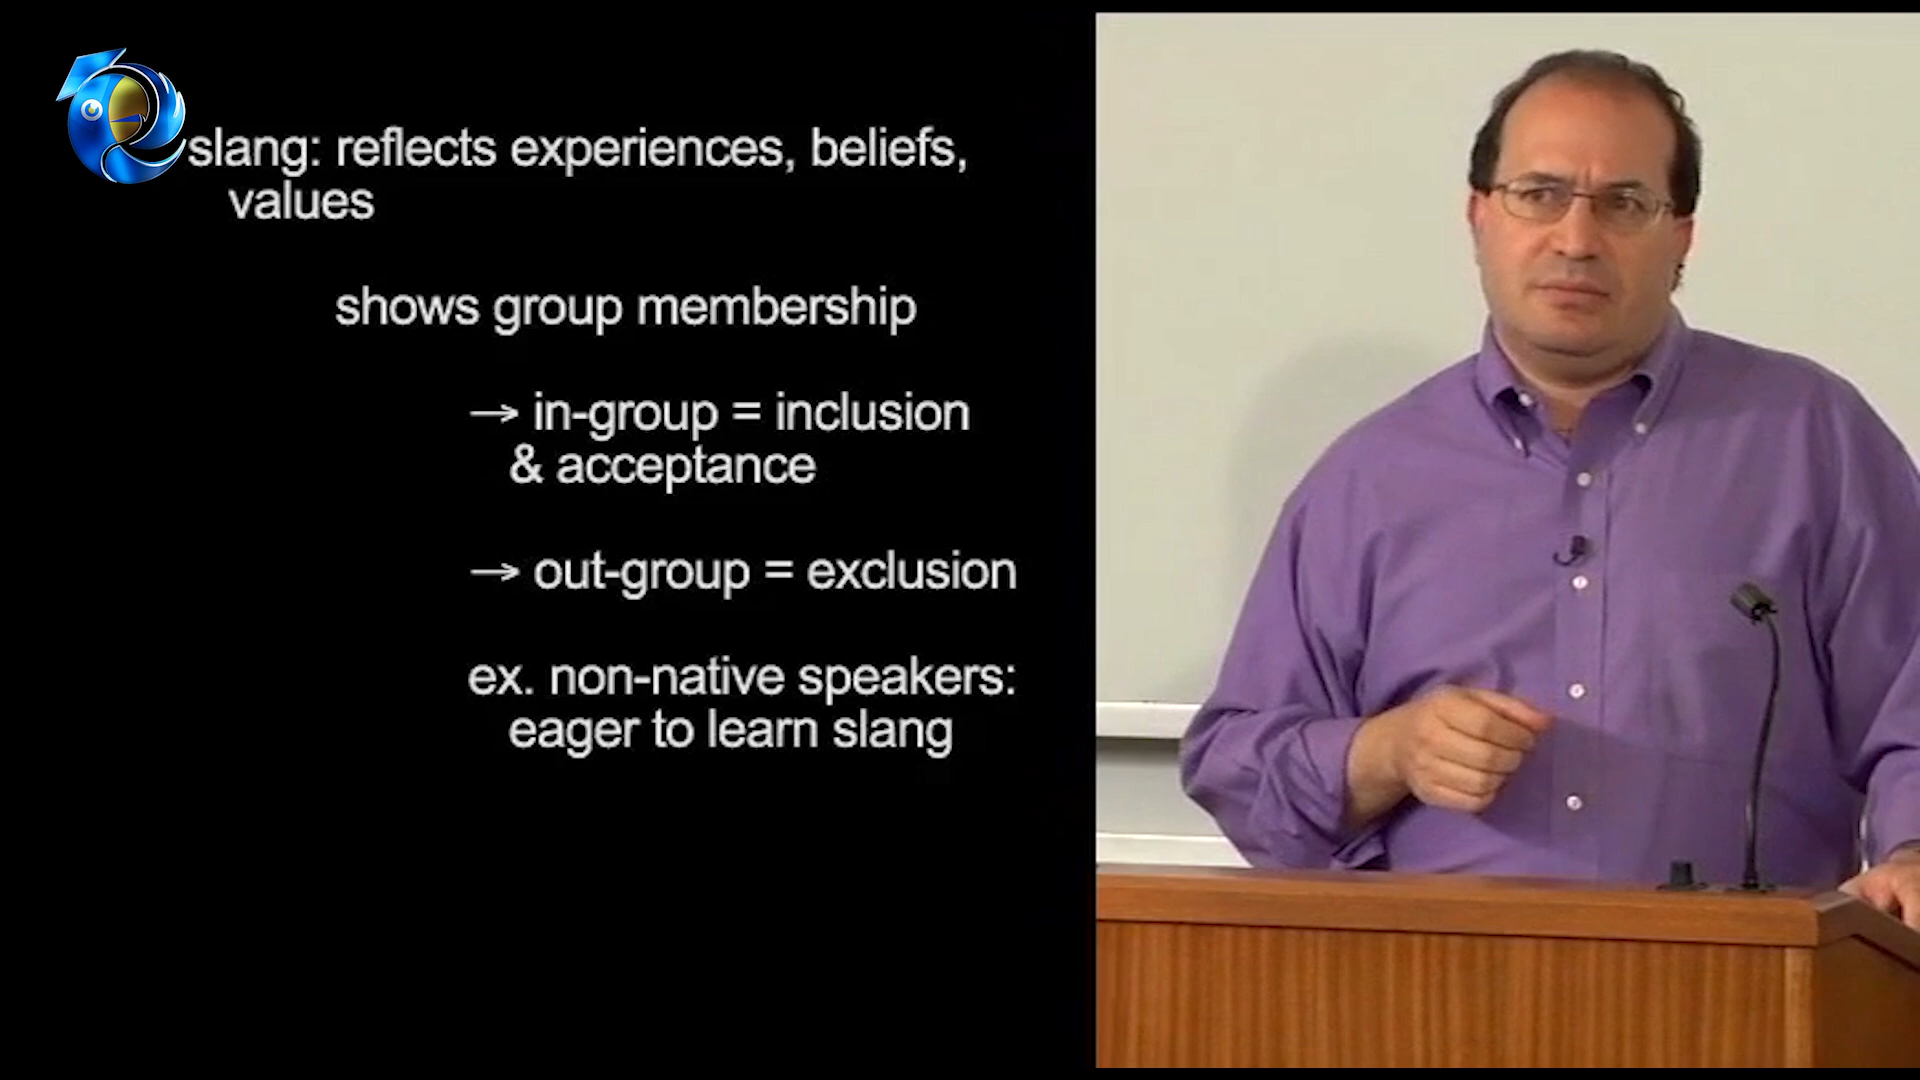 slang: reflects experiences, beliefs,
values
shows group membership
→ in-group = inclusion
& acceptance
→ out-group = exclusion
ex. non-native speakers:
eager to learn slang